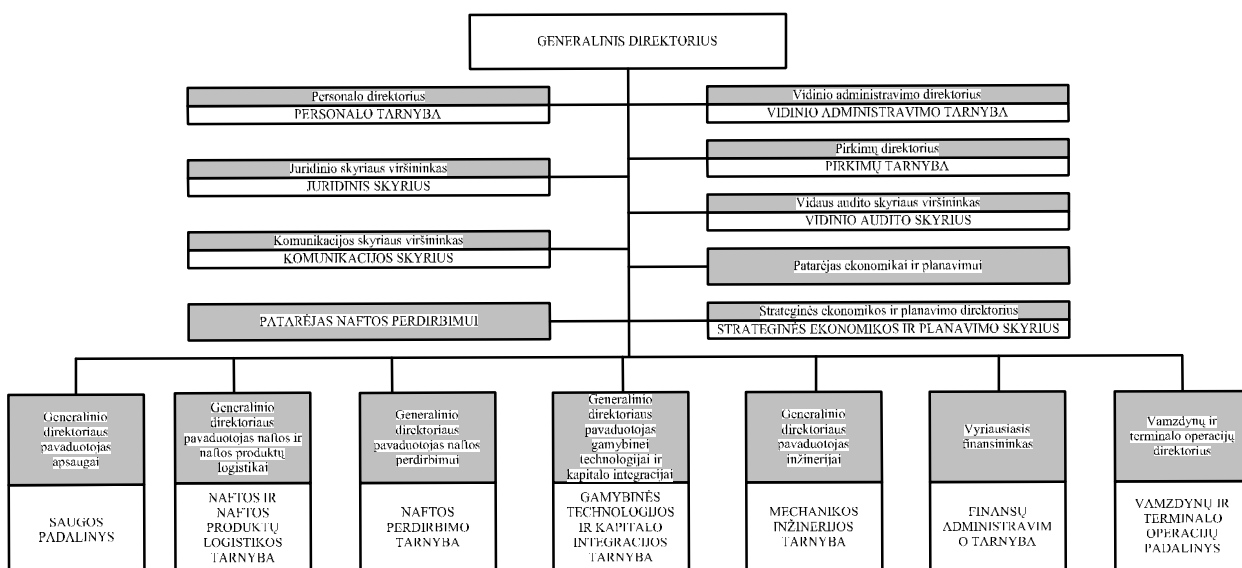 GENERALINIS DIREKTORIUS
Personalo direktorius
PERSONALO TARNYBA
Vidinio administravimo direktorius
VIDINIO ADMINISTRAVIMO TARNYBA
Pirkimų direktorius
PIRKIMŲ TARNYBA
Juridinio skyriaus viršininkas
JURIDINIS SKYRIUS
Vidaus audito skyriaus viršininkas
VIDINIO AUDITO SKYRIUS
Komunikacijos skyriaus viršininkas
KOMUNIKACIJOS SKYRIUS
Patarėjas ekonomikai ir planavimui
PATARĖJAS NAFTOS PERDIRBIMUI
Strateginės ekonomikos ir planavimo direktorius
STRATEGINĖS EKONOMIKOS IR PLANAVIMO SKYRIUS
Generalinio
direktoriaus
pavaduotojas
apsaugai
SAUGOS
PADALINYS
Generalinio
direktoriaus
pavaduotojas naftos ir
naftos produktų
logistikai
NAFTOS IR
NAFTOS
PRODUKTŲ
LOGISTIKOS
TARNYBA
Generalinio
direktoriaus
pavaduotojas naftos
perdirbimui
NAFTOS
PERDIRBIMO
TARNYBA
Generalinio
direktoriaus
pavaduotojas
gamybinei
technologijai ir
kapitalo integracijai
GAMYBINĖS
TECHNOLOGIJOS
IR KAPITALO
INTEGRACIJOS
TARNYBA
Generalinio
direktoriaus
pavaduotojas
inžinerijai
MECHANIKOS
INŽINERIJOS
TARNYBA
Vyriausiasis
finansininkas
FINANSŲ
ADMINISTRAVIM
O TARNYBA
Vamzdynų ir
terminalo operacijų
direktorius
VAMZDYNŲ IR
TERMINALO
OPERACIJŲ
PADALINYS